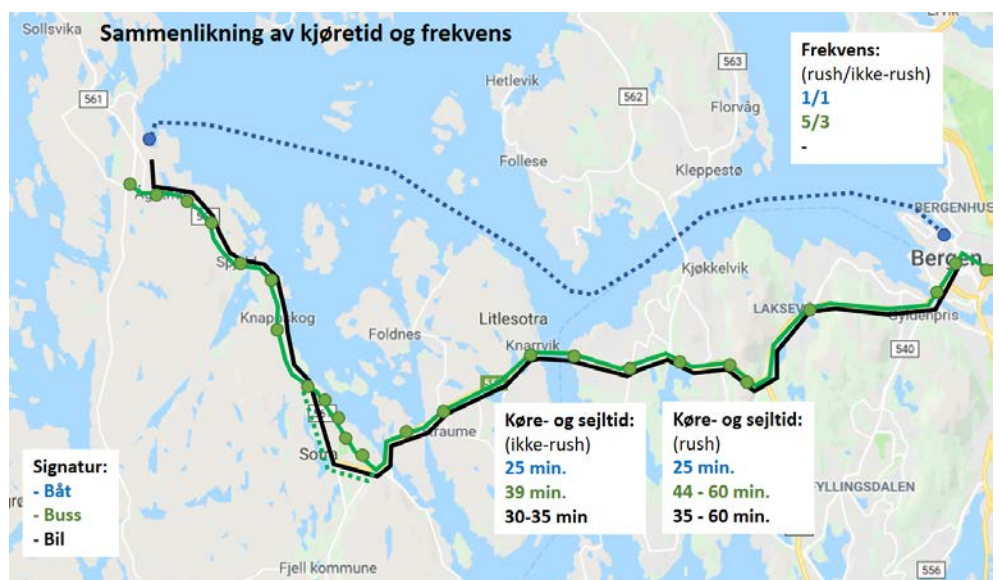 Sollsvika
Sammenlikning av kjøretid og frekvens
561
Hetlevik
563
562
Florvåg
Follese
Kleppestø
Frekvens:
(rush/ikke-rush)
1/1
5/3
-
BERGENHUS
Bergen
Knappskog
Foldnes
Litlesotra
Knarrvik
Kjøkkelvik
LAKSEV
Gyldenpris
540
Straume
Sotra
Køre- og sejltid:
(ikke-rush)
25 min.
39 min.
30-35 min
Køre- og sejltid:
(rush)
25 min.
44 - 60 min.
35 - 60 min.
FYLLINGSDALEN
Signatur:
- Båt
- Buss
- Bil
Fjell kommune
556